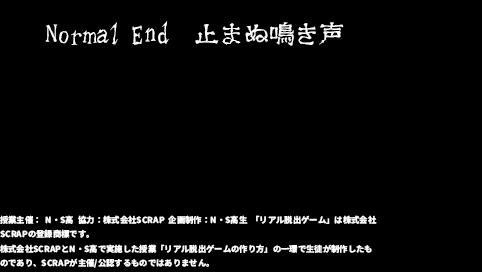 Normal End 止まぬ鳴き声
授業主催： N・S高 協力：株式会社SCRAP 企画制作：N・S高生 「リアル脱出ゲーム」は株式会社
SCRAPの登録商標です。
株式会社SCRAPとN・S高で実施した授業「リアル脱出ゲームの作り方」の一環で生徒が制作したも
のであり、SCRAPが主催/公認するものではありません。